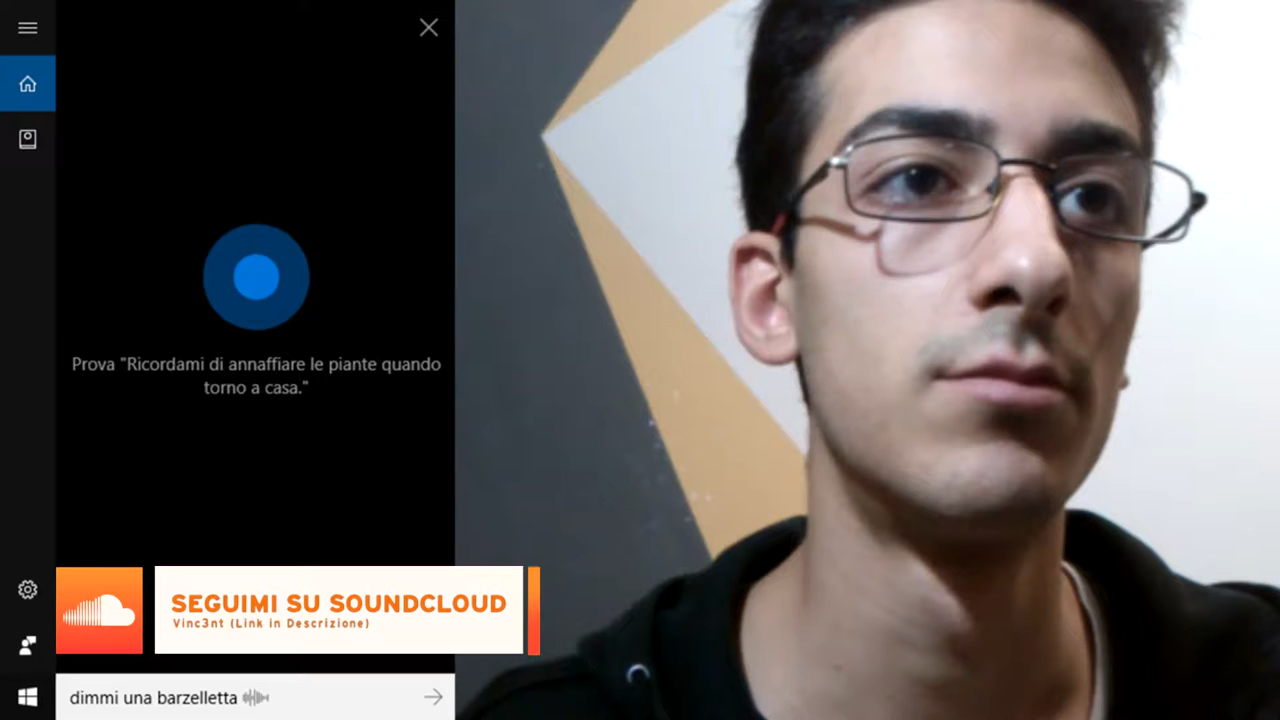 Prova "Ricordami di annaffiare le piante quando
torno a casa."
SEGUIMI SU SOUNDCLOUD
Vinc3nt (Link in Descrizione)
dimmi una barzelletta